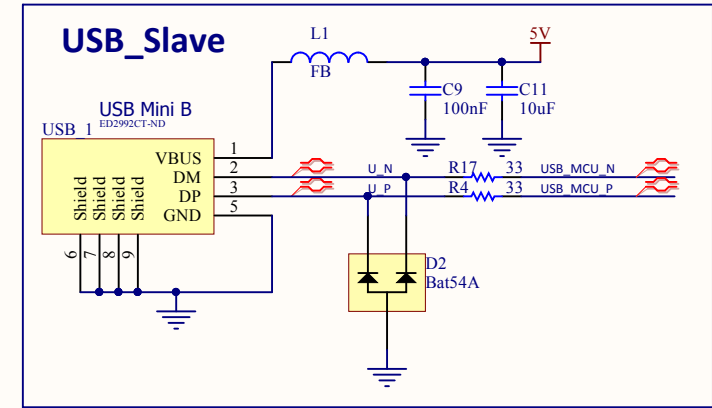 USB_Slave
L1
FB
5V
C9
100nF
C11
10uF
USB Mini B
ED2992CT-ND
USB_1
VBUS 1
DM 2
DP 3
GND 5
Shield Shield Shield Shield
6 7 8 9
U_N R17 33 USB_MCU_N
U_P R4 33 USB_MCU_P
D2
Bat54A